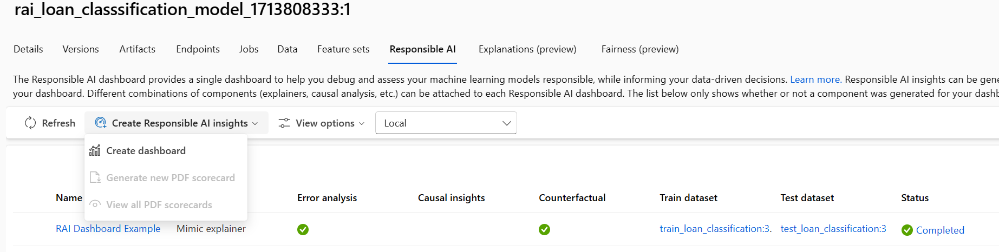 rai_loan_classsification_model_1713808333:1
Details Versions Artifacts Endpoints Jobs Data Feature sets Responsible AI Explanations (preview) Fairness (preview)
The Responsible AI dashboard provides a single dashboard to help you debug and assess your machine learning models responsible, while informing your data-driven decisions. Learn more. Responsible AI insights can be gene
your dashboard. Different combinations of components (explainers, causal analysis, etc.) can be attached to each Responsible AI dashboard. The list below only shows whether or not a component was generated for your dashb
Refresh Create Responsible AI insights View options Local
Create dashboard
Generate new PDF scorecard
View all PDF scorecards
Name Error analysis Causal insights Counterfactual Train dataset Test dataset Status
RAI Dashboard Example Mimic explainer train_loan_classification:3. test_loan_classification:3 Completed